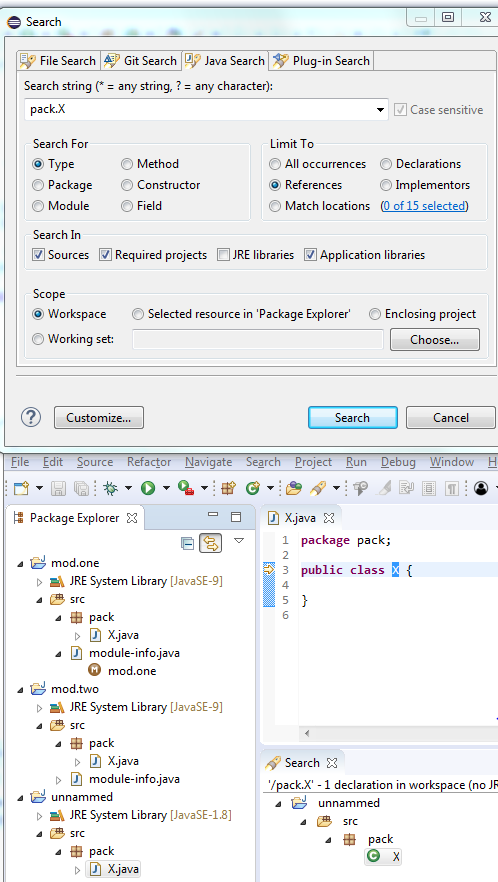 Search
File Search Git Search Java Search Plug-in Search
Search string (* = any string, ? = any character):
pack.X Case sensitive
Search For
Type Method
Package Constructor
Module Field
Limit To
All occurrences Declarations
References Implementors
Match locations (0 of 15 selected)
Search In
Sources Required projects JRE libraries Application libraries
Scope
Workspace Selected resource in 'Package Explorer' Enclosing project
Working set: Choose...
? Customize... Search Cancel
File Edit Source Refactor Navigate Search Project Run Debug Window H
Package Explorer
mod.one
JRE System Library [JavaSE-9]
src
pack
X.java
module-info.java
mod.one
mod.two
JRE System Library [JavaSE-9]
src
pack
X.java
module-info.java
unnammed
JRE System Library [JavaSE-1.8]
src
pack
X.java
X.java
1 package pack;
2
3 public class X {
4
5 }
6
Search
'/pack.X' - 1 declaration in workspace (no JR
unnammed
src
pack
X